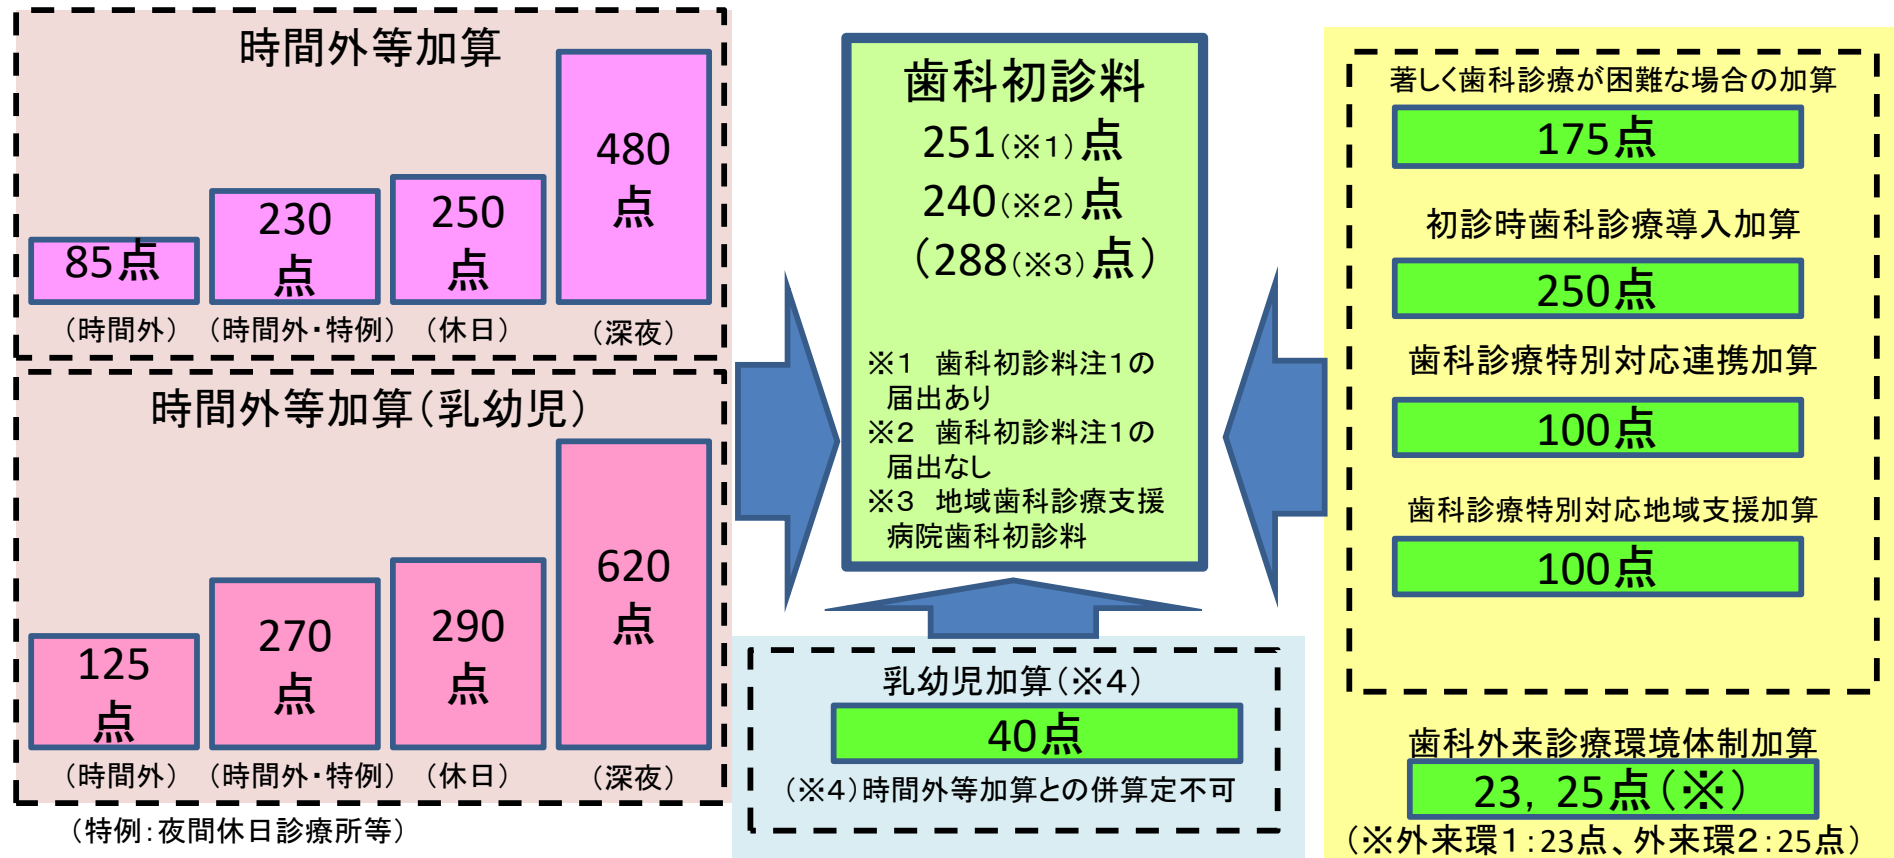 時間外等加算
85点
230
点
250
点
480
点
（時間外）
（時間外・特例）
（休日）
（深夜）
時間外等加算（乳幼児）
125
点
270
点
290
点
620
点
（時間外）
（時間外・特例）
（休日）
（深夜）
（特例：夜間休日診療所等）
歯科初診料
251（※１）点
240（※２）点
（288（※３）点）
※１　歯科初診料注１の
届出あり
※２　歯科初診料注１の
届出なし
※３　地域歯科診療支援
病院歯科初診料
乳幼児加算（※４）
40点
（※４）時間外等加算との併算定不可
著しく歯科診療が困難な場合の加算
175点
初診時歯科診療導入加算
250点
歯科診療特別対応連携加算
100点
歯科診療特別対応地域支援加算
100点
歯科外来診療環境体制加算
23，25点（※）
（※外来環１：23点、外来環２：25点）